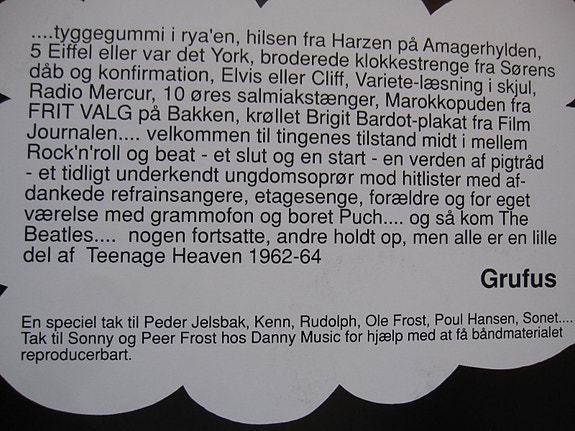 ....tyggegummi i rya'en, hilsen fra Harzen på Amagerhylden,
5 Eiffel eller var det York, broderede klokkestrenge fra Sørens
dåb og konfirmation, Elvis eller Cliff, Variete-læsning i skjul,
Radio Mercur, 10 øres salmiakstænger, Marokkopuden fra
FRIT VALG på Bakken, krøllet Brigit Bardot-plakat fra Film
Journalen.... velkommen til tingenes tilstand midt i mellem
Rock'n'roll og beat - et slut og en start - en verden af pigtråd
- et tidligt underkendt ungdomsoprør mod hitlister med af-
dankede refrainsangere, etagesenge, forældre og for eget
værelse med grammofon og boret Puch.... og så kom The
Beatles.... nogen fortsatte, andre holdt op, men alle er en lille
del af Teenage Heaven 1962-64
Grufus
En speciel tak til Peder Jelsbak, Kenn, Rudolph, Ole Frost, Poul Hansen, Sonet....
Tak til Sonny og Peer Frost hos Danny Music for hjælp med at få båndmaterialet
reproducerbart.